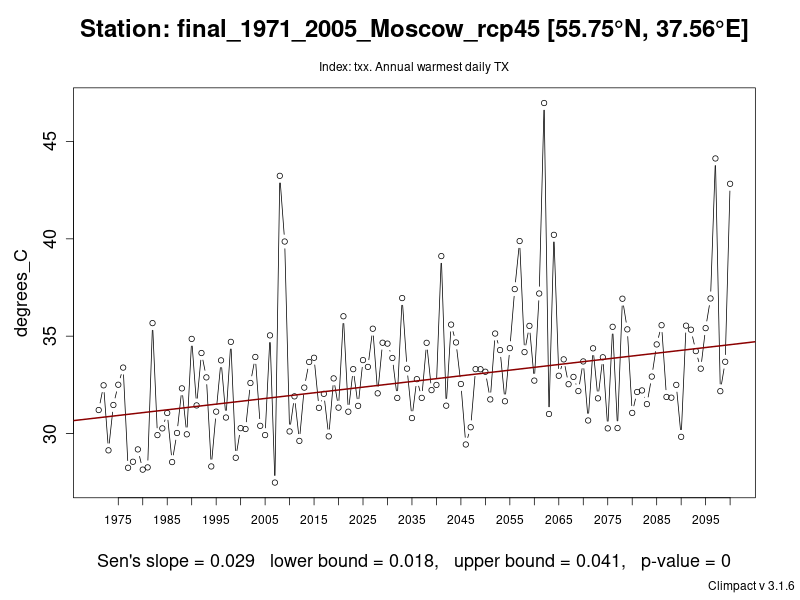 Station: final_1971_2005_Moscow_rcp45 [55.75°N, 37.56°E]
Index: txx. Annual warmest daily TX
degrees_C
45
40
35
30
1975 1985 1995 2005 2015 2025 2035 2045 2055 2065 2075 2085 2095
Sen's slope = 0.029 lower bound = 0.018, upper bound = 0.041, p-value = 0
Climpact v 3.1.6